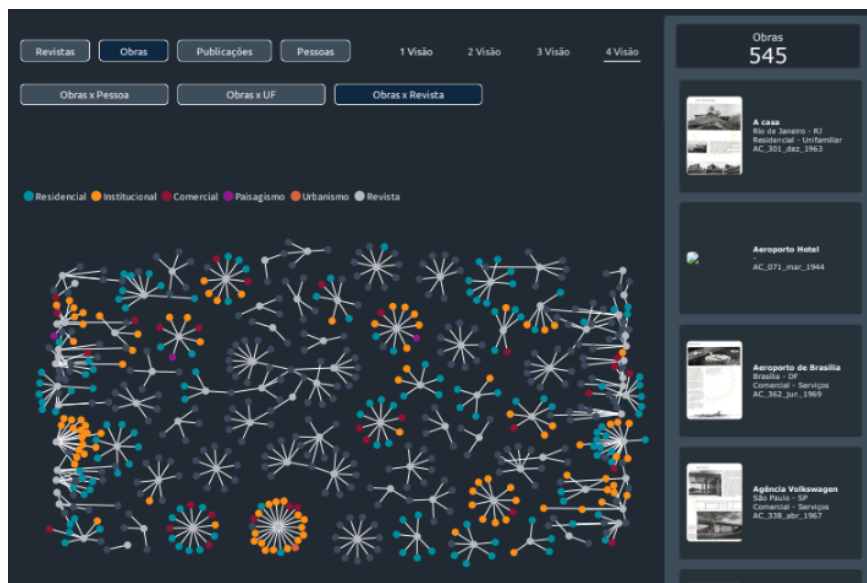 Revistas
Obras
Publicações
Pessoas
1 Visão
2 Visão
3 Visão
4 Visão
Obras x Pessoa
Obras x UF
Obras x Revista
Residencial
Institucional
Comercial
Paisagismo
Urbanismo
Revista
Obras
545
A casa
Rio de Janeiro - RJ
Residencial - Unifamiliar
AC_301_dez_1963
Aeroporto Hotel
-
AC_071_mar_1944
Aeroporto de Brasília
Brasília - DF
Comercial - Serviços
AC_362_jun_1969
Agência Volkswagen
São Paulo - SP
Comercial - Serviços
AC_338_abr_1967